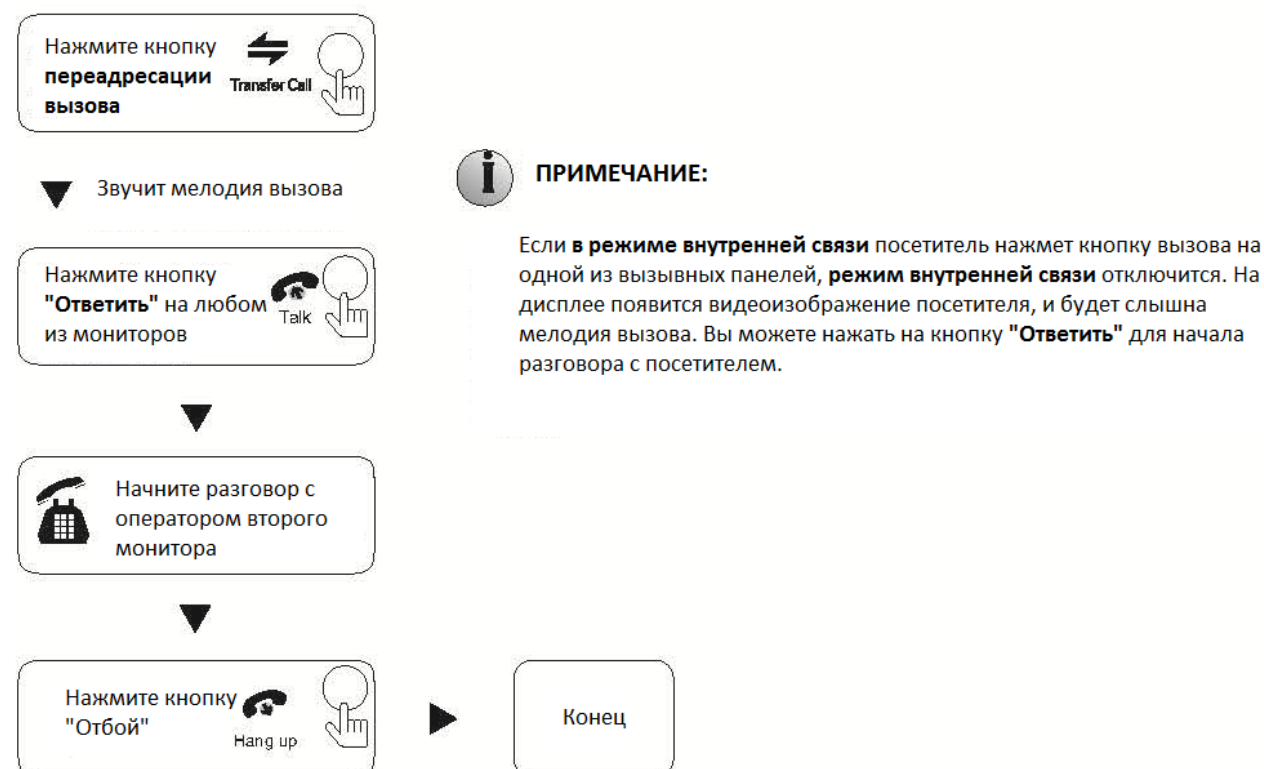 Нажмите кнопку
переадресации
вызова
Transfer Call
Звучит мелодия вызова
Нажмите кнопку
"Ответить" на любом
из мониторов
Talk
Начните разговор с
оператором второго
монитора
Нажмите кнопку
"Отбой"
Hang up
Конец
i
ПРИМЕЧАНИЕ:
Если в режиме внутренней связи посетитель нажмет кнопку вызова на
одной из вызывных панелей, режим внутренней связи отключится. На
дисплее появится видеоизображение посетителя, и будет слышна
мелодия вызова. Вы можете нажать на кнопку "Ответить" для начала
разговора с посетителем.